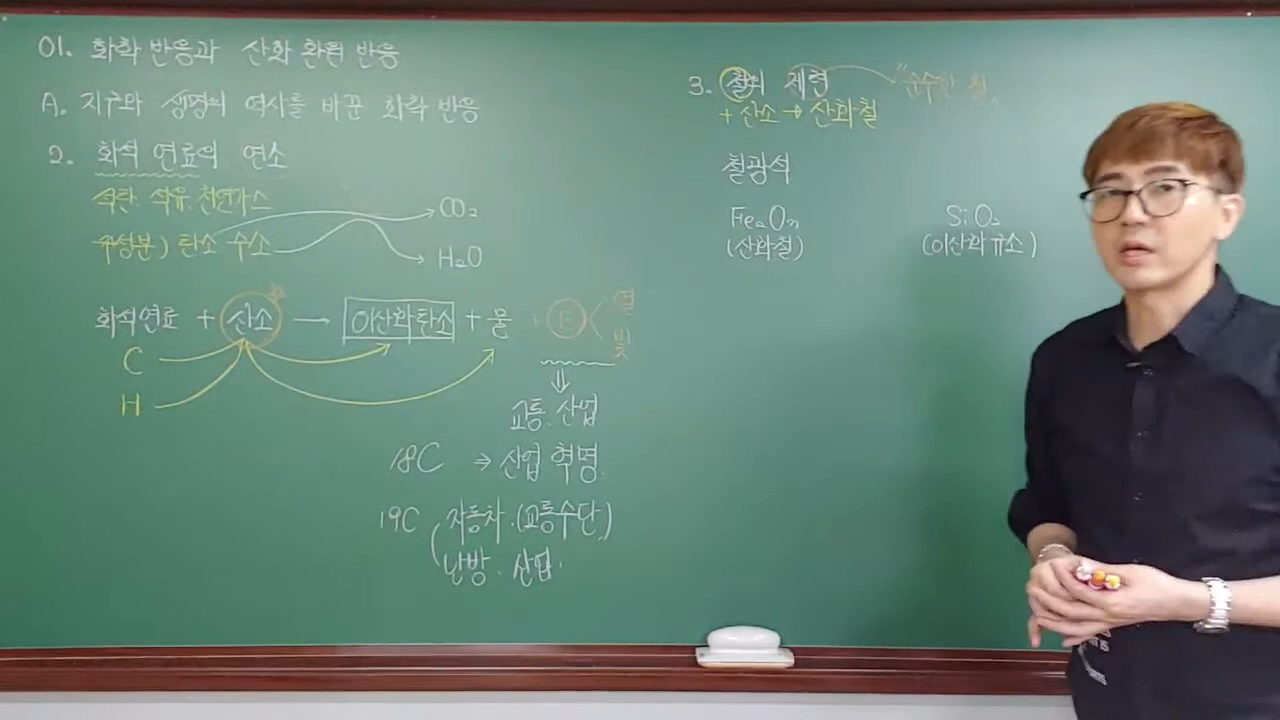 01. 화학 반응과 산화 환원 반응
A. 지구와 생명의 역사를 바꾼 화학 반응
2. 화석 연료의 연소
석탄, 석유, 천연가스
구성분) 탄소 수소
CO₂
H₂O
화석연료 + 산소 → 이산화탄소 + 물 + E 열 빛
C
H
⇓
교통. 산업
18C ⇒ 산업 혁명.
19C 자동차.(교통수단)
난방. 산업.
3. 철의 제련 "순수한 철.
+ 산소 → 산화철
철광석
Fe₂Oₙ SiO₂
(산화철) (이산화규소)